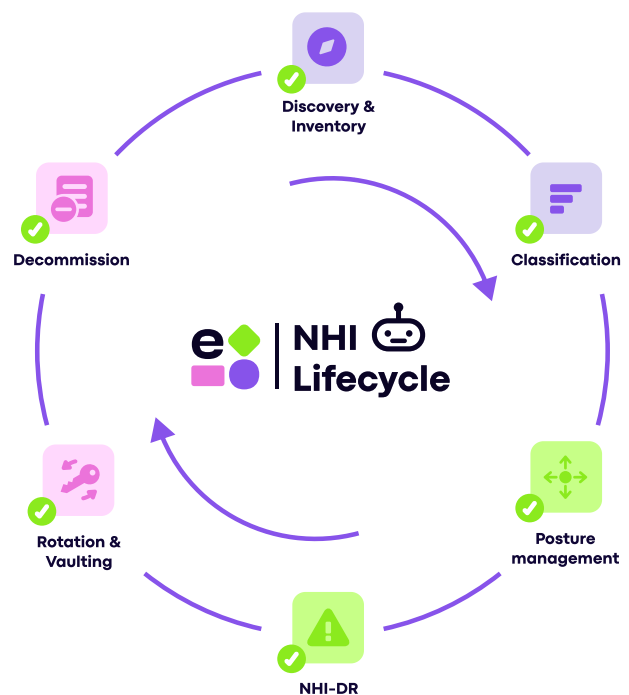 Discovery &
Inventory
Decommission
Classification
e
NHI
Lifecycle
Rotation &
Vaulting
Posture
management
NHI-DR